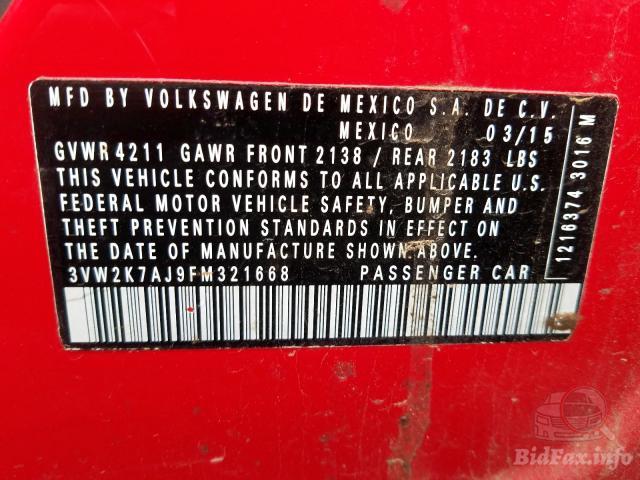 MFD BY VOLKSWAGEN DE MEXICO S.A. DE C.V.
MEXICO 03/15
GVWR 4211 GAWR FRONT 2138 / REAR 2183 LBS
THIS VEHICLE CONFORMS TO ALL APPLICABLE U.S.
FEDERAL MOTOR VEHICLE SAFETY, BUMPER AND
THEFT PREVENTION STANDARDS IN EFFECT ON
THE DATE OF MANUFACTURE SHOWN ABOVE.
3VW2K7AJ9FM321668 PASSENGER CAR
1216374 3016 M
BidFax.info